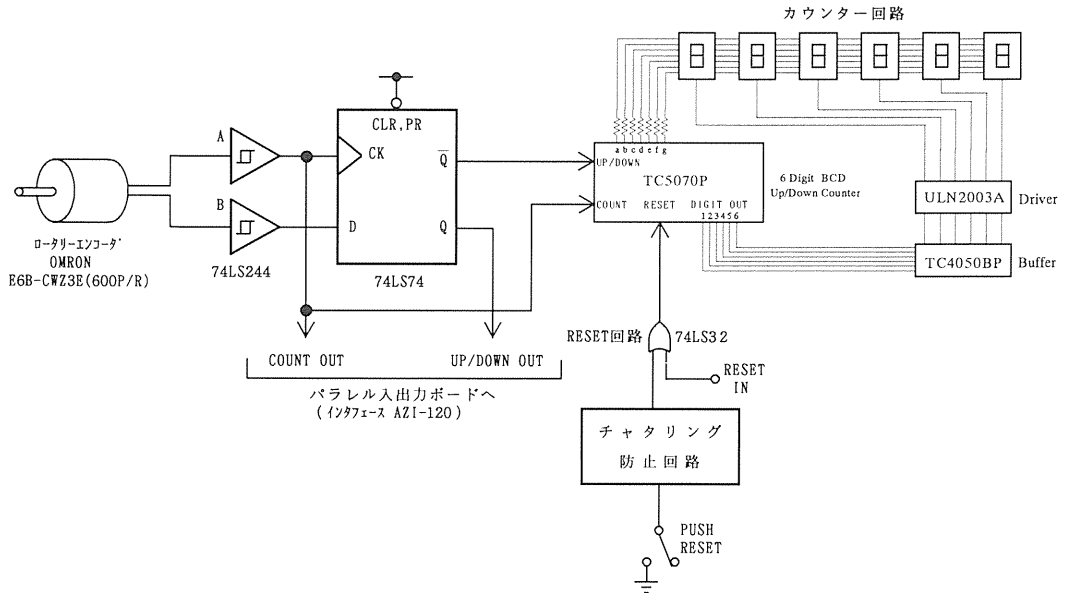 カウンター回路
A
B
CLR,PR
CK
Q
D
Q
74LS244
74LS74
ロータリーエンコーダ
OMRON
E6B-CWZ3E(600P/R)
a b c d e f g
UP/DOWN
TC5070P
COUNT RESET DIGIT OUT
123456
6 Digit BCD
Up/Down Counter
ULN2003A
Driver
TC4050BP
Buffer
RESET回路
74LS32
RESET
IN
COUNT OUT
UP/DOWN OUT
パラレル入出力ボードへ
(インタフェース AZI-120)
チャタリング
防止回路
PUSH
RESET